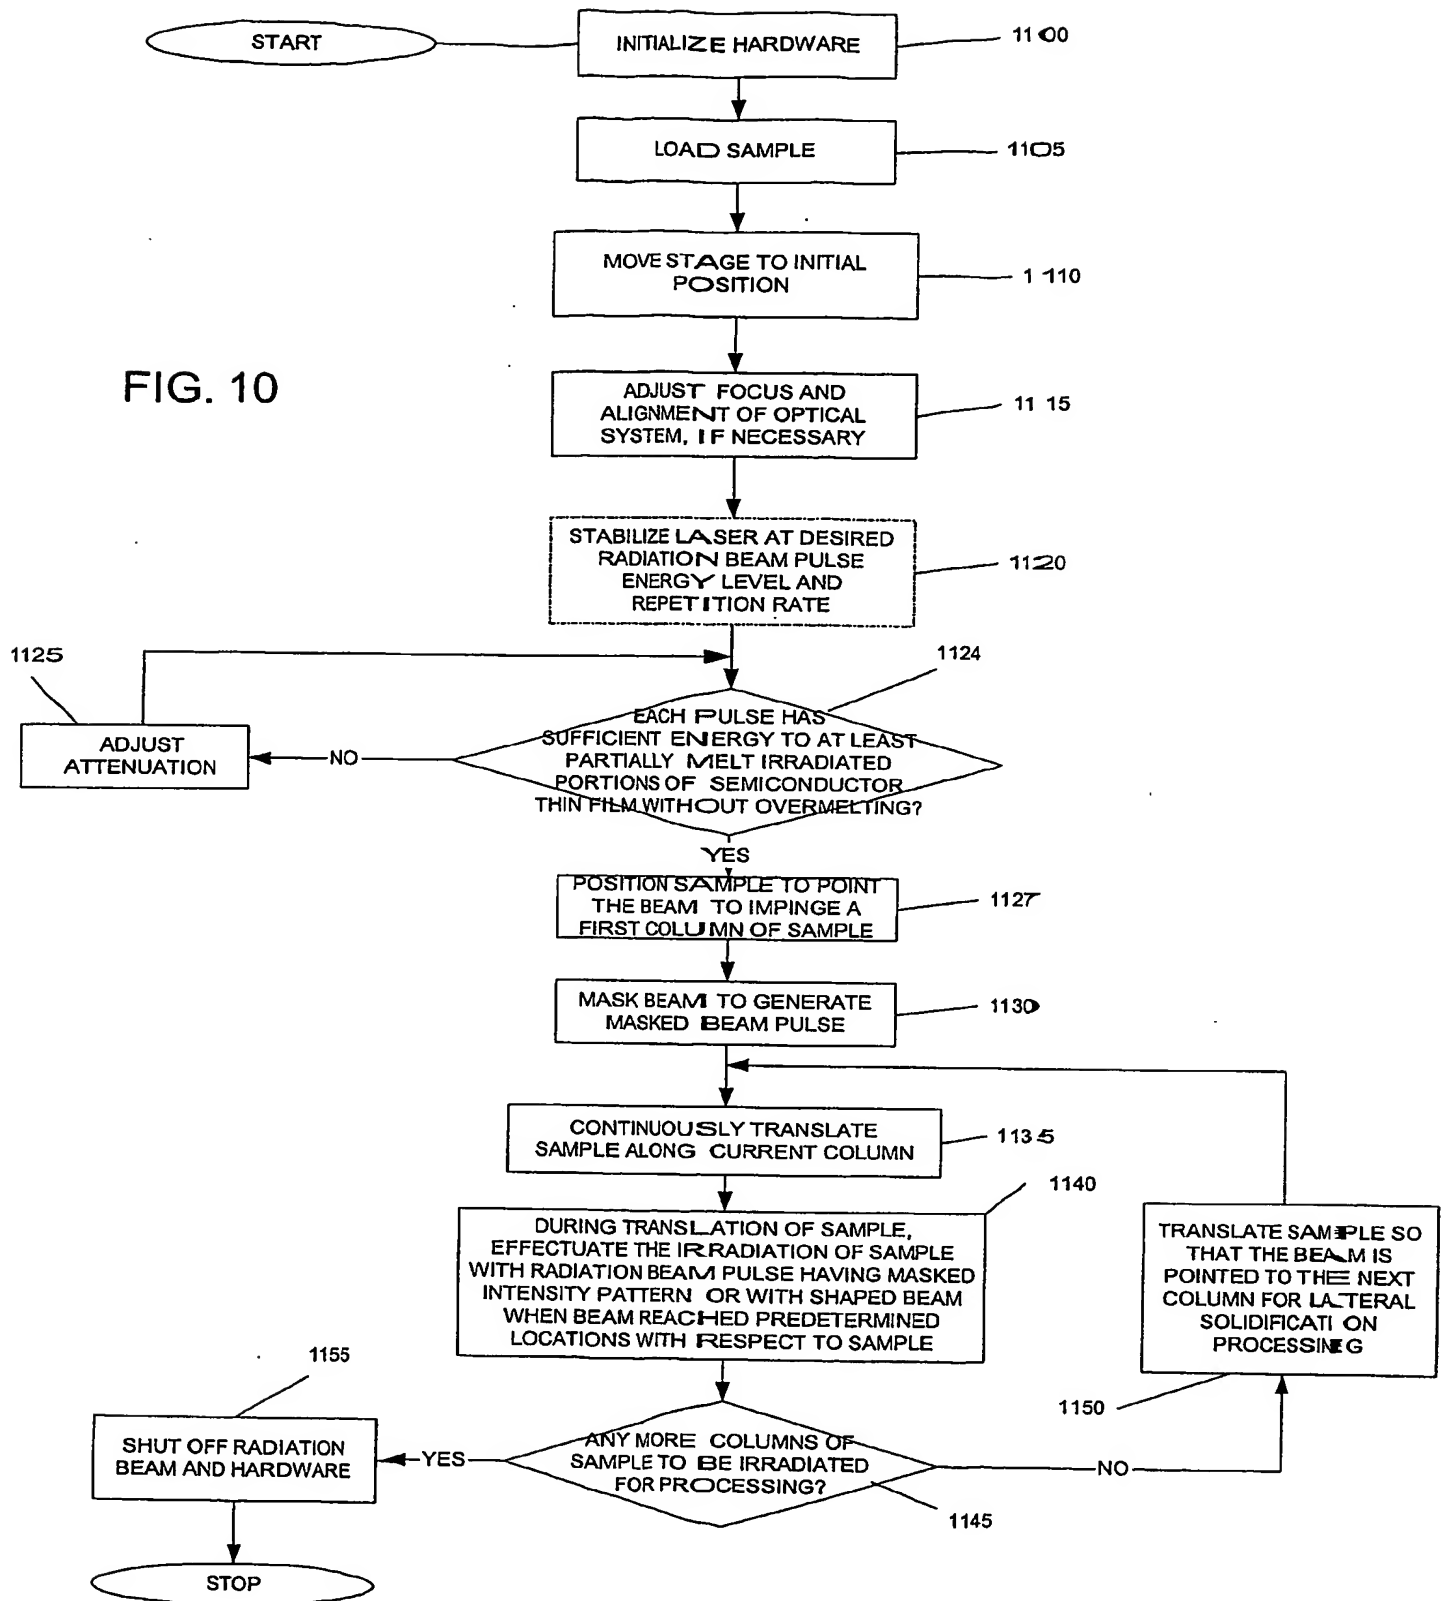 START
INITIALIZE HARDWARE
1100
LOAD SAMPLE
1105
MOVE STAGE TO INITIAL
POSITION
1110
FIG. 10
ADJUST FOCUS AND
ALIGNMENT OF OPTICAL
SYSTEM, IF NECESSARY
1115
STABILIZE LASER AT DESIRED
RADIATION BEAM PULSE
ENERGY LEVEL AND
REPETITION RATE
1120
1125
1124
ADJUST
ATTENUATION
NO
EACH PULSE HAS
SUFFICIENT ENERGY TO AT LEAST
PARTIALLY MELT IRRADIATED
PORTIONS OF SEMICONDUCTOR
THIN FILM WITHOUT OVERMELTING?
YES
POSITION SAMPLE TO POINT
THE BEAM TO IMPINGE A
FIRST COLUMN OF SAMPLE
1127
MASK BEAM TO GENERATE
MASKED BEAM PULSE
1130
CONTINUOUSLY TRANSLATE
SAMPLE ALONG CURRENT COLUMN
1135
1140
DURING TRANSLATION OF SAMPLE,
EFFECTUATE THE IRRADIATION OF SAMPLE
WITH RADIATION BEAM PULSE HAVING MASKED
INTENSITY PATTERN OR WITH SHAPED BEAM
WHEN BEAM REACHED PREDETERMINED
LOCATIONS WITH RESPECT TO SAMPLE
TRANSLATE SAMPLE SO
THAT THE BEAM IS
POINTED TO THE NEXT
COLUMN FOR LATERAL
SOLIDIFICATION
PROCESSING
1150
1155
SHUT OFF RADIATION
BEAM AND HARDWARE
YES
ANY MORE COLUMNS OF
SAMPLE TO BE IRRADIATED
FOR PROCESSING?
NO
1145
STOP